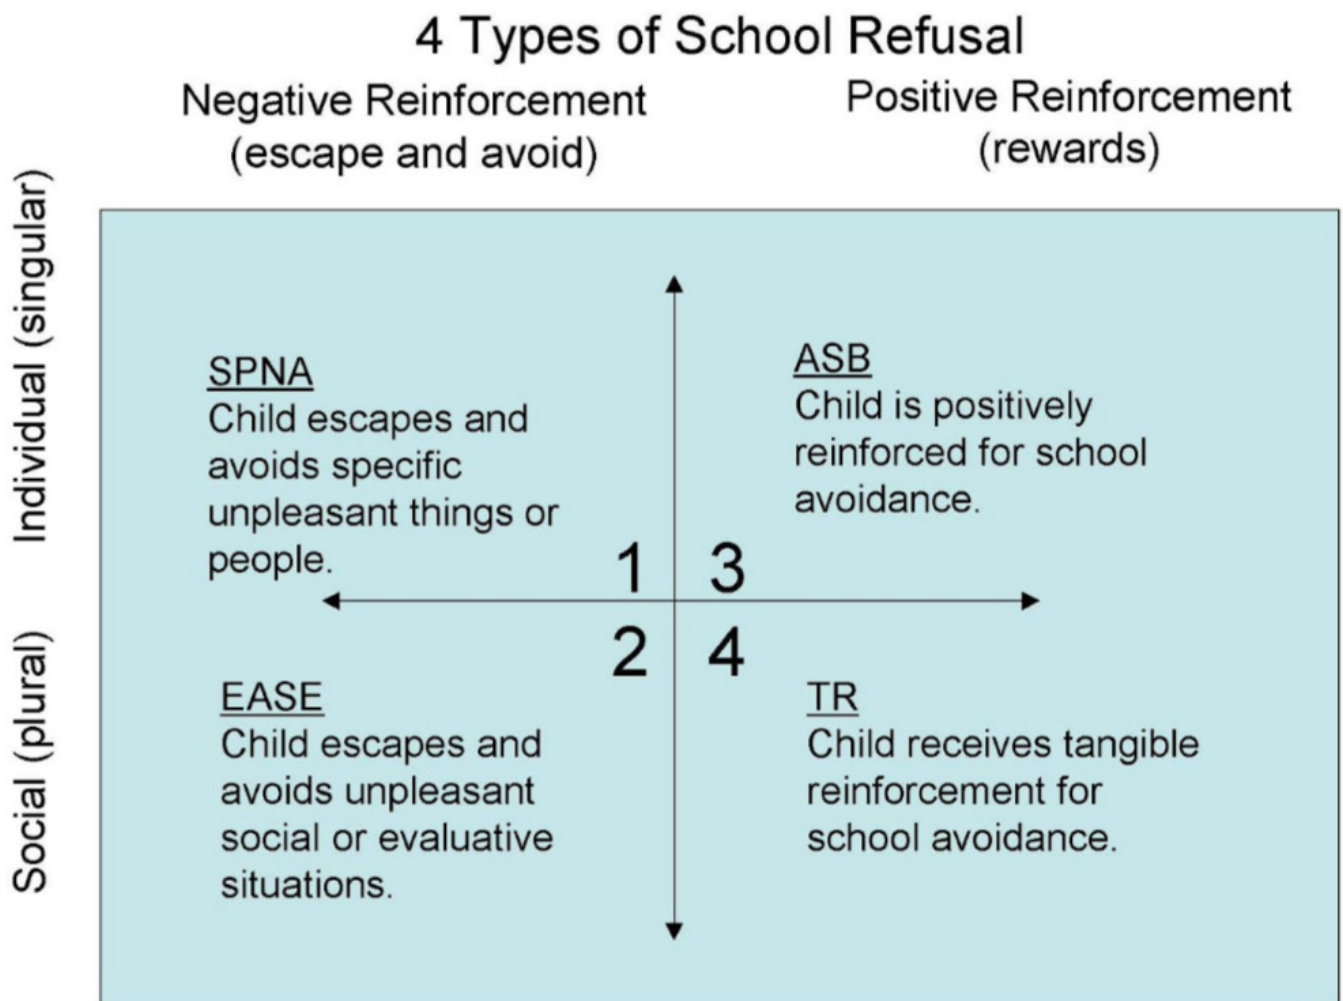 4 Types of School Refusal
Negative Reinforcement
(escape and avoid)
Positive Reinforcement
(rewards)
Individual (singular)
Social (plural)
SPNA
Child escapes and
avoids specific
unpleasant things or
people.
1
ASB
Child is positively
reinforced for school
avoidance.
3
2
EASE
Child escapes and
avoids unpleasant
social or evaluative
situations.
4
TR
Child receives tangible
reinforcement for
school avoidance.